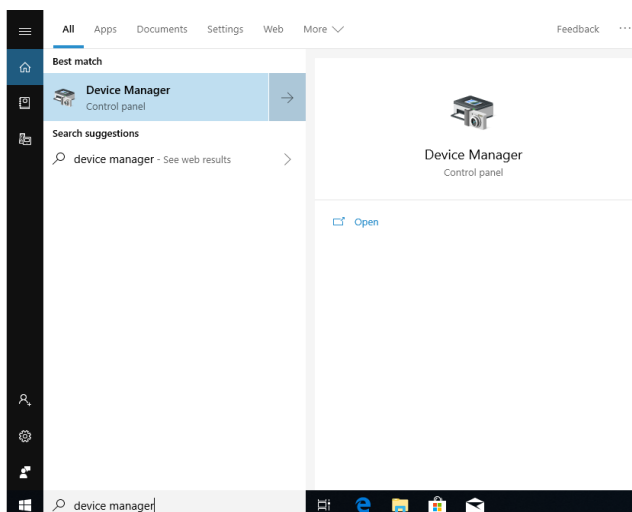 All Apps Documents Settings Web More Feedback ...
Best match
Device Manager
Control panel
Search suggestions
device manager - See web results
Device Manager
Control panel
Open
device manager